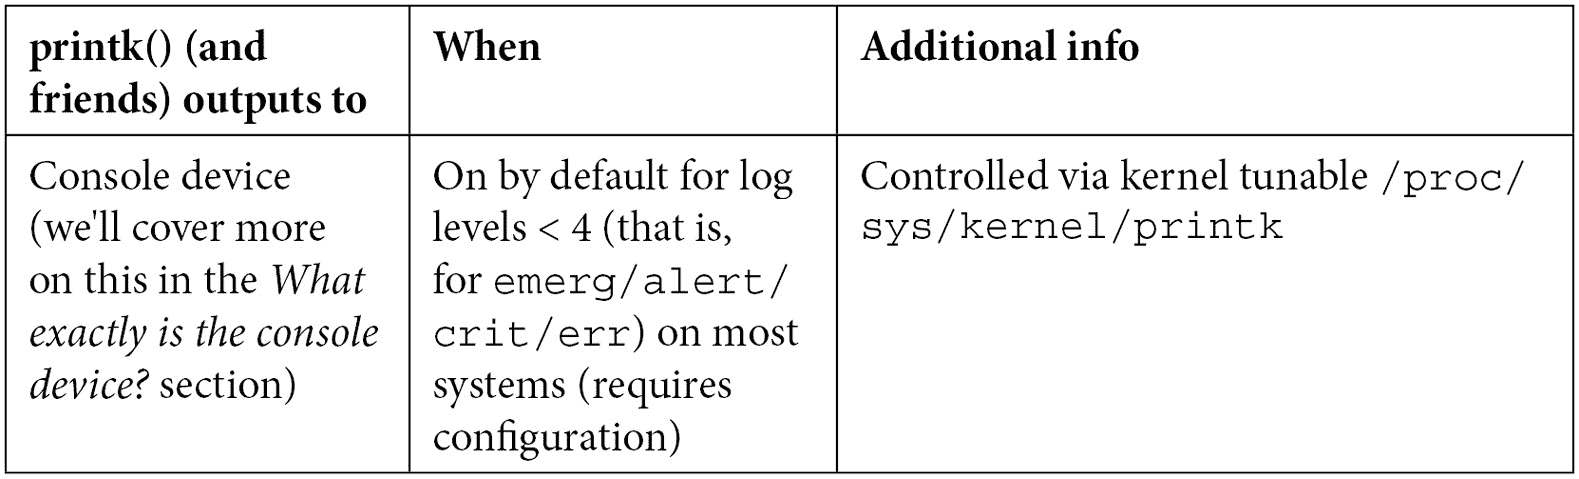 printk() (and
friends) outputs to
When
Additional info
Console device
(we'll cover more
on this in the What
exactly is the console
device? section)
On by default for log
levels < 4 (that is,
for emerg/alert/
crit/err) on most
systems (requires
configuration)
Controlled via kernel tunable /proc/
sys/kernel/printk